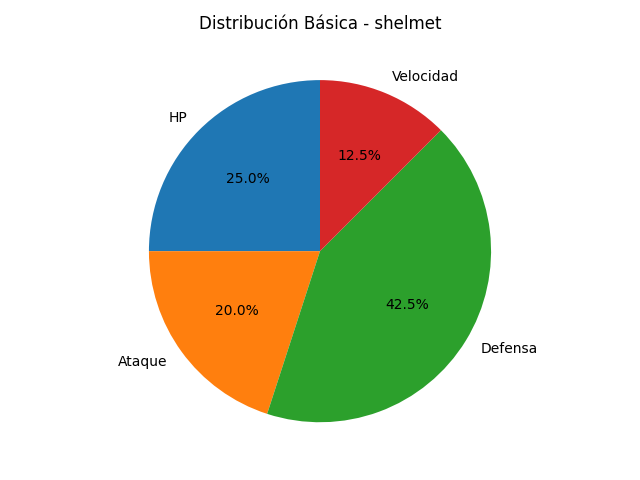 Distribución Básica - shelmet
Velocidad
HP
12.5%
25.0%
42.5%
20.0%
Defensa
Ataque